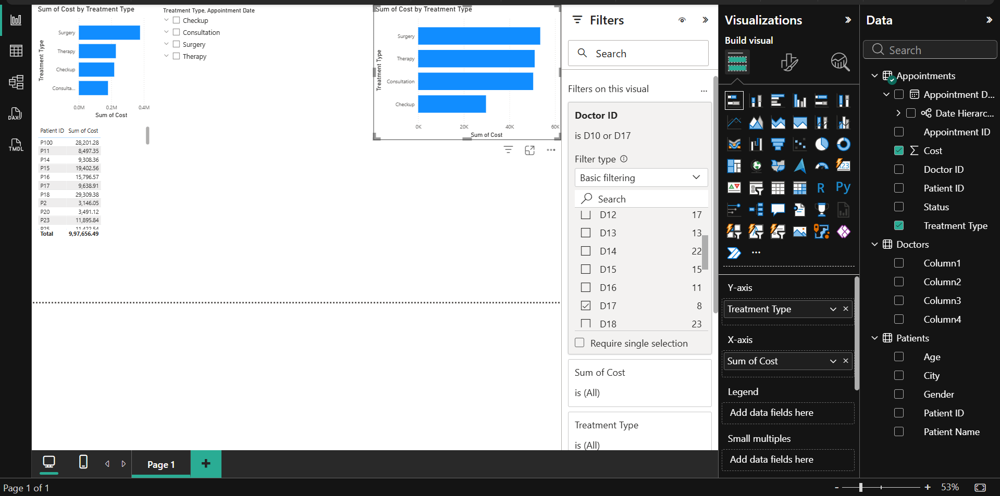 Sum of Cost by Treatment Type
Treatment Type
Surgery
Therapy
Checkup
Consulta...
0.0M 0.2M 0.4M
Sum of Cost
Treatment Type, Appointment Date
Checkup
Consultation
Surgery
Therapy
Patient ID Sum of Cost
P100 28,201.28
P11 8,497.35
P14 9,308.36
P15 19,402.56
P16 15,796.57
P17 9,638.91
P18 29,309.38
P2 3,146.05
P20 3,491.12
P23 11,895.84
P25 11,422.54
Total 9,97,656.49
Sum of Cost by Treatment Type
Treatment Type
Surgery
Therapy
Consultation
Checkup
0K 20K 40K 60K
Sum of Cost
Filters
Search
Filters on this visual ...
Doctor ID
is D10 or D17
Filter type
Basic filtering
Search
D12 17
D13 13
D14 22
D15 15
D16 11
D17 8
D18 23
Require single selection
Sum of Cost
is (All)
Treatment Type
is (All)
Visualizations
Build visual
123
R Py
...
Y-axis
Treatment Type
X-axis
Sum of Cost
Legend
Add data fields here
Small multiples
Add data fields here
Data
Search
Appointments
Appointment D...
Date Hierarc...
Appointment ID
Cost
Doctor ID
Patient ID
Status
Treatment Type
Doctors
Column1
Column2
Column3
Column4
Patients
Age
City
Gender
Patient ID
Patient Name
DAX
TMDL
Page 1
+
Page 1 of 1
- + 53%